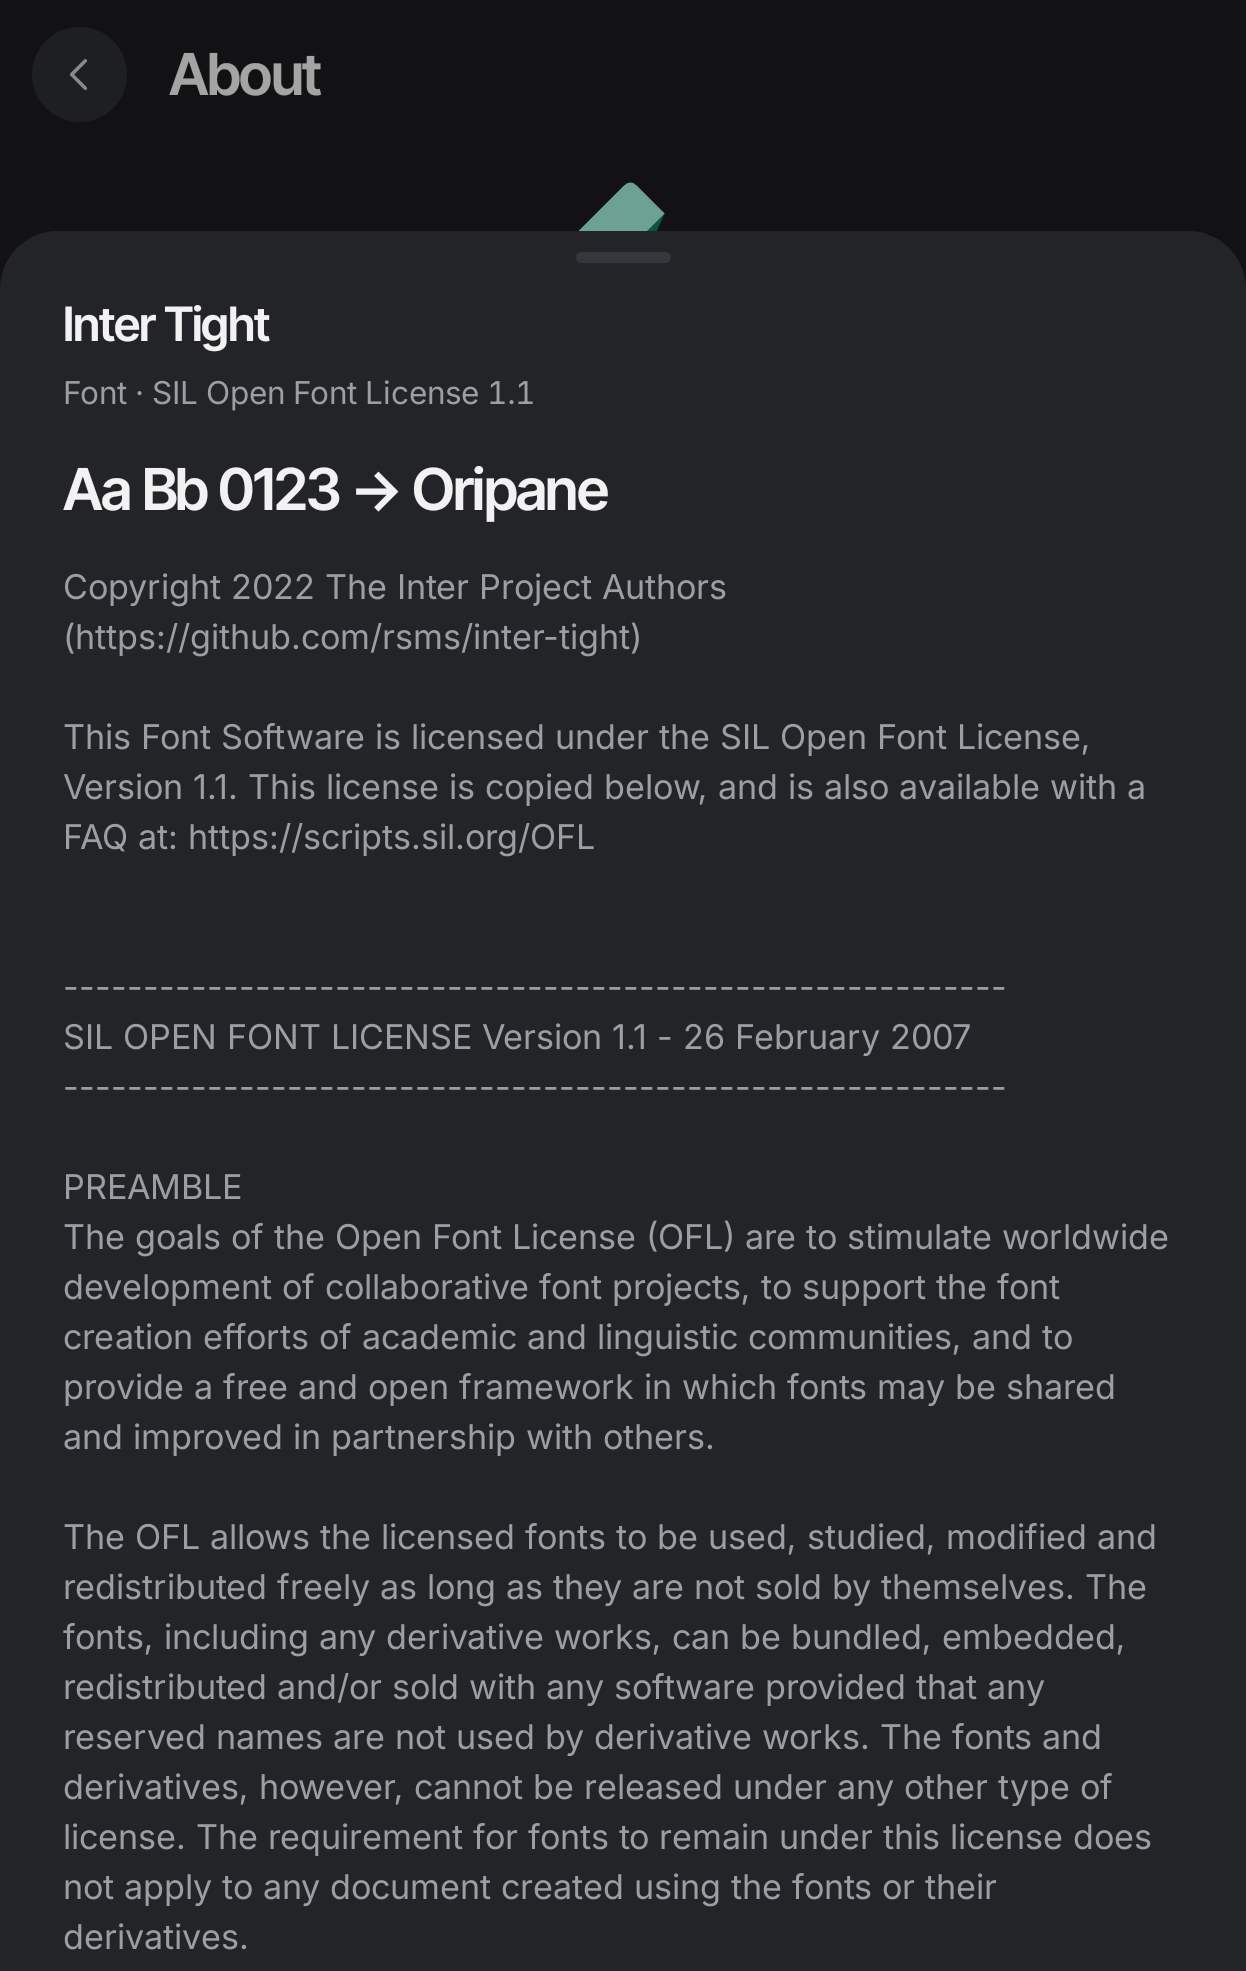 About
Inter Tight
Font · SIL Open Font License 1.1
Aa Bb 0123 → Oripane
Copyright 2022 The Inter Project Authors
(https://github.com/rsms/inter-tight)
This Font Software is licensed under the SIL Open Font License,
Version 1.1. This license is copied below, and is also available with a
FAQ at: https://scripts.sil.org/OFL
-----------------------------------------------------------
SIL OPEN FONT LICENSE Version 1.1 - 26 February 2007
-----------------------------------------------------------
PREAMBLE
The goals of the Open Font License (OFL) are to stimulate worldwide
development of collaborative font projects, to support the font
creation efforts of academic and linguistic communities, and to
provide a free and open framework in which fonts may be shared
and improved in partnership with others.
The OFL allows the licensed fonts to be used, studied, modified and
redistributed freely as long as they are not sold by themselves. The
fonts, including any derivative works, can be bundled, embedded,
redistributed and/or sold with any software provided that any
reserved names are not used by derivative works. The fonts and
derivatives, however, cannot be released under any other type of
license. The requirement for fonts to remain under this license does
not apply to any document created using the fonts or their
derivatives.